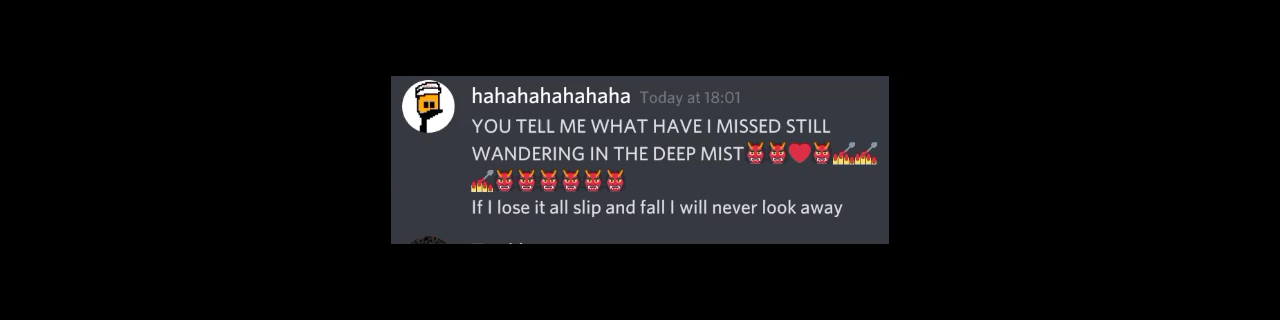 hahahahahahaha Today at 18:01
YOU TELL ME WHAT HAVE I MISSED STILL
WANDERING IN THE DEEP MIST👹👹❤️👹
👹👹👹👹👹👹
If I lose it all slip and fall I will never look away